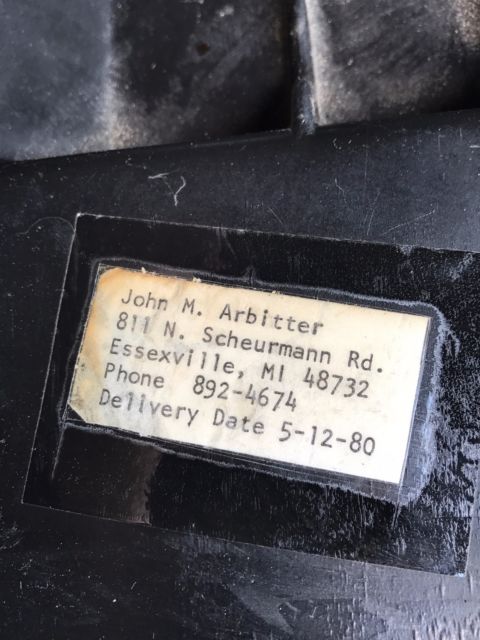 John M. Arbitter
811 N. Scheurmann Rd.
Essexville, MI 48732
Phone 892-4674
Delivery Date 5-12-80